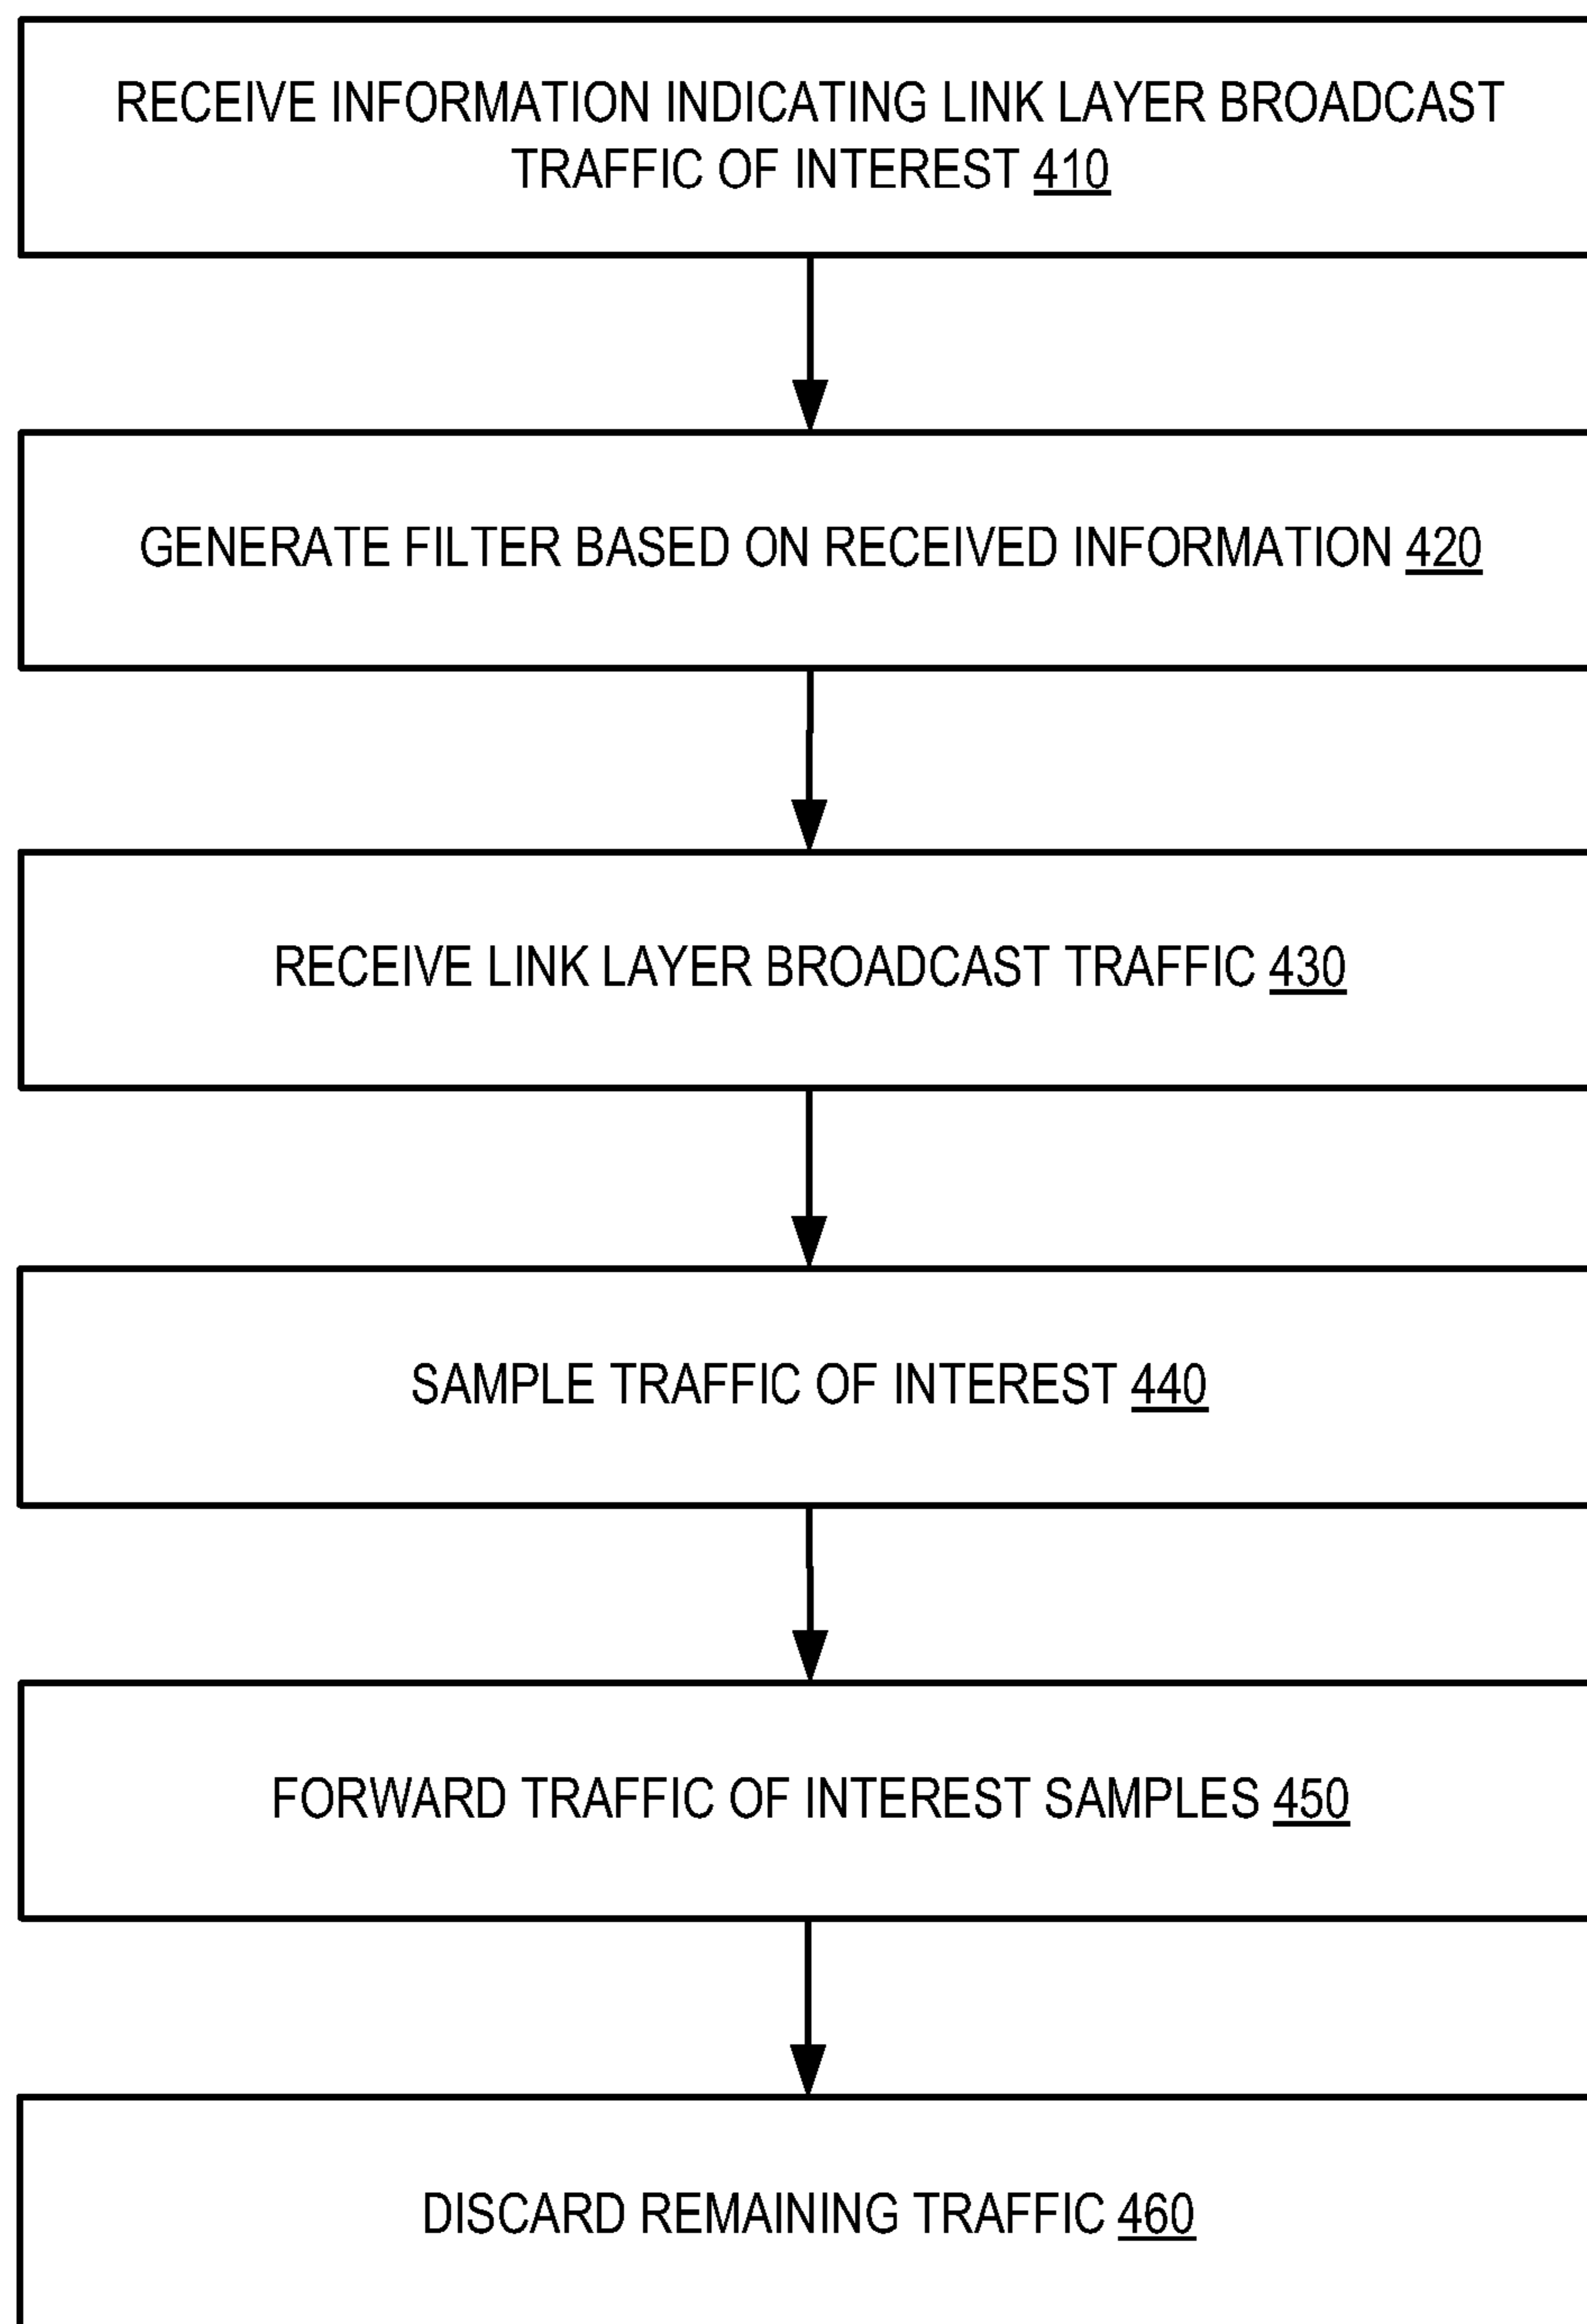 RECEIVE INFORMATION INDICATING LINK LAYER BROADCAST
TRAFFIC OF INTEREST 410
GENERATE FILTER BASED ON RECEIVED INFORMATION 420
RECEIVE LINK LAYER BROADCAST TRAFFIC 430
SAMPLE TRAFFIC OF INTEREST 440
FORWARD TRAFFIC OF INTEREST SAMPLES 450
DISCARD REMAINING TRAFFIC 460